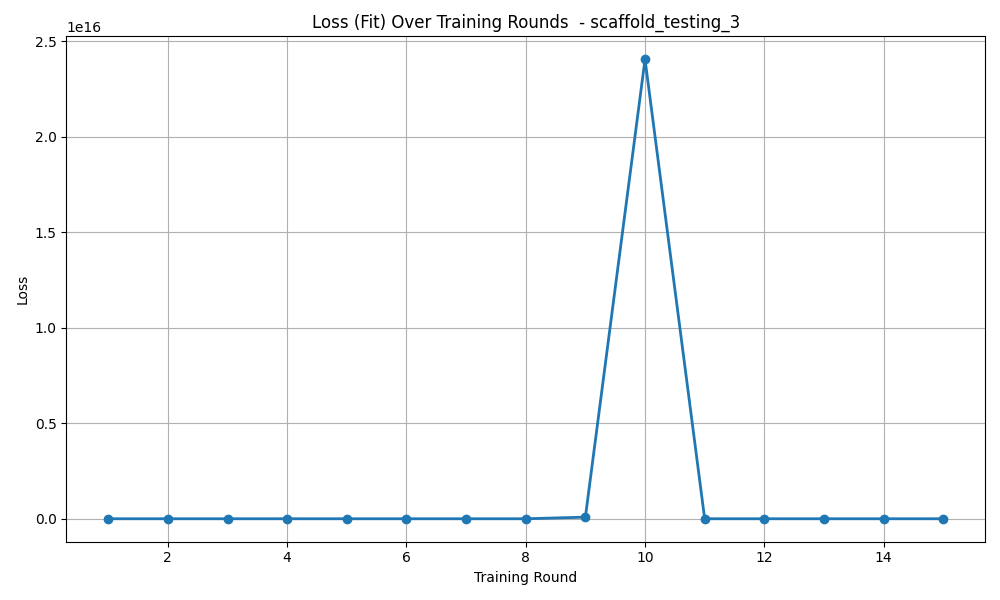 Loss (Fit) Over Training Rounds  - scaffold_testing_3
1e16
2.5
2.0
1.5
1.0
0.5
0.0
Loss
2 4 6 8 10 12 14
Training Round